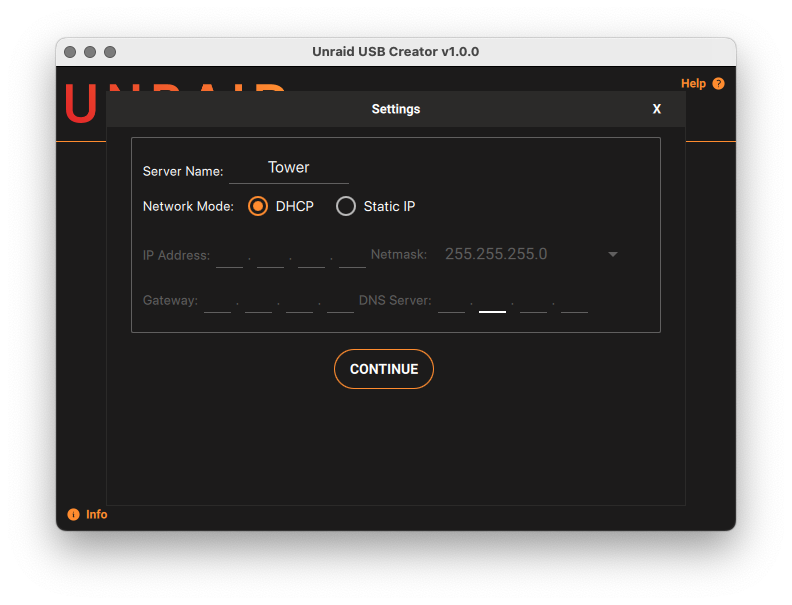 Unraid USB Creator v1.0.0
UNRAID
Help ?
Settings
X
Server Name: Tower
Network Mode: DHCP Static IP
IP Address: . . . Netmask: 255.255.255.0
Gateway: . . . DNS Server: . . .
CONTINUE
i Info